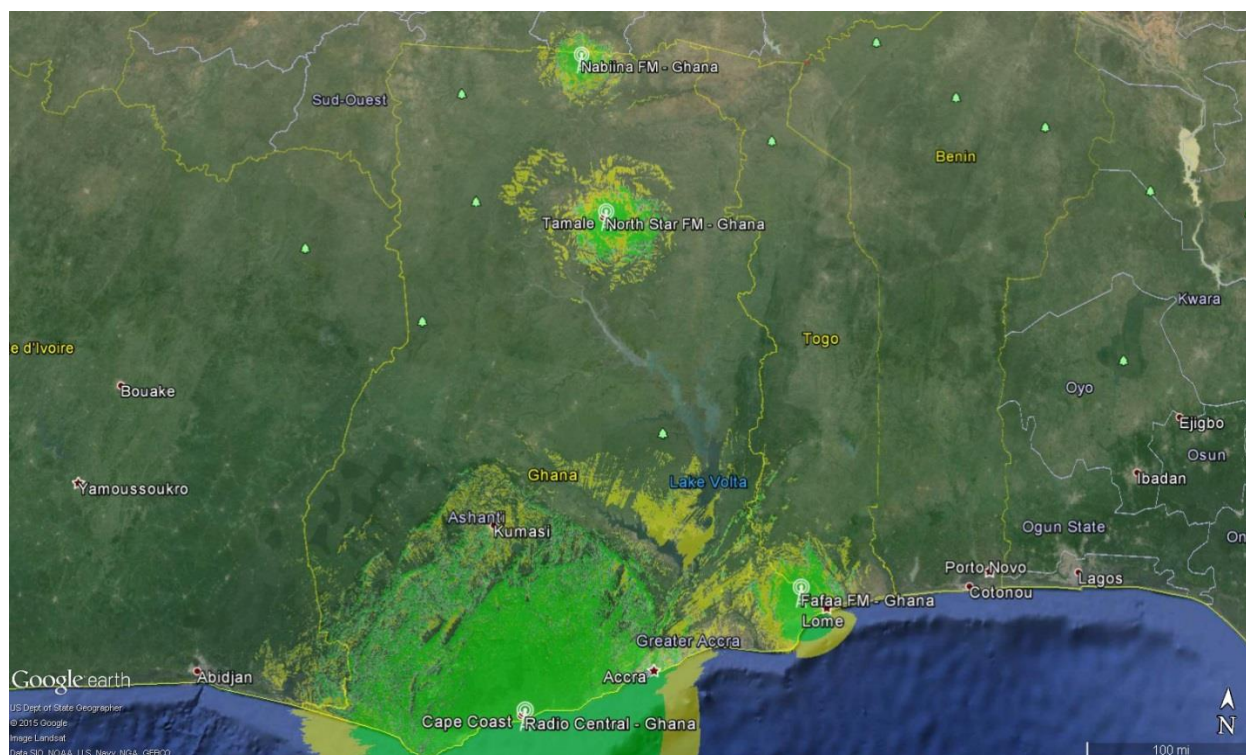 Nabiina FM - Ghana
Sud-Ouest
Benin
Tamale
North Star FM - Ghana
Kwara
e d'Ivoire
Togo
Bouake
Oyo
Ejigbo
Osun
Ghana
Lake Volta
Ibadan
Yamoussoukro
Ashanti
Kumasi
Ogun State
On
Porto Novo
Lagos
Cotonou
Fafaa FM - Ghana
Lome
Greater Accra
Abidjan
Accra
Google earth
US Dept of State Geographer
© 2015 Google
Image Landsat
Data SIO, NOAA, U.S. Navy, NGA, GEBCO
Cape Coast
Radio Central - Ghana
N
100 mi